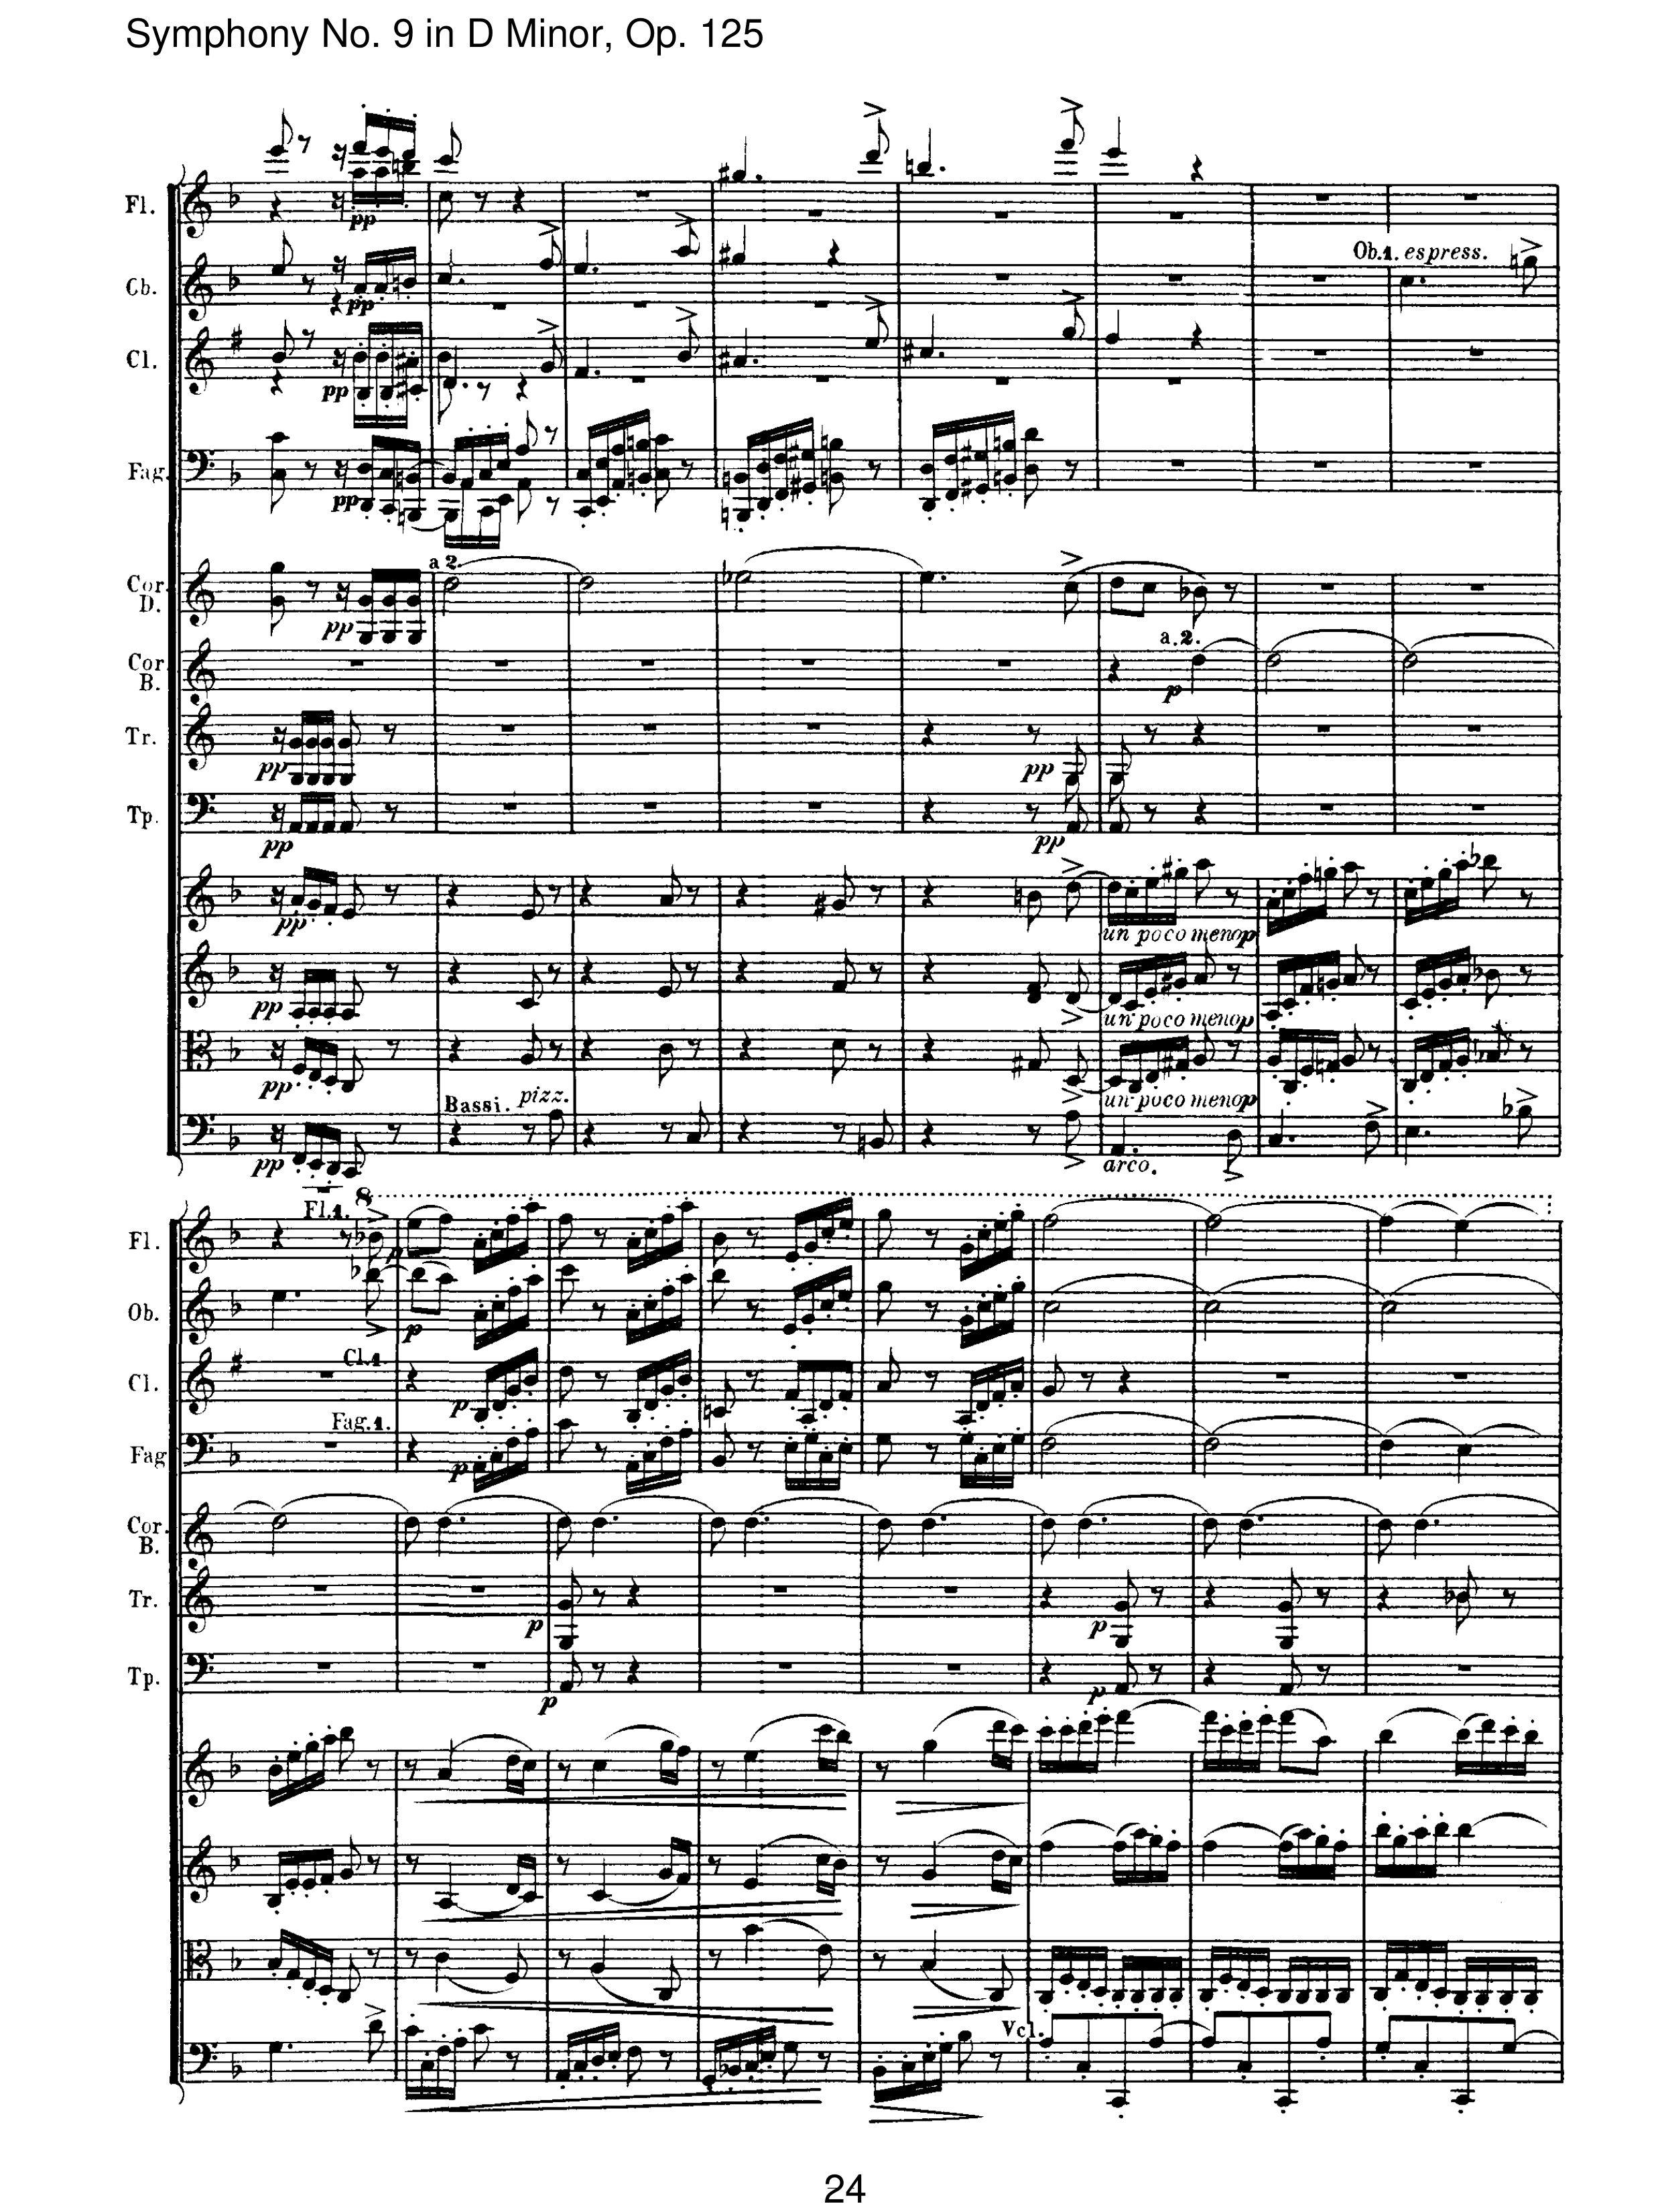 Symphony No. 9 in D Minor, Op. 125
Fl.
pp
Ob.1. espress.
Cb.
pp
Cl.
pp
Fag.
pp
a 2.
Cor.
D.
pp
a.2.
Cor.
B.
p
Tr.
pp
pp
Tp.
pp
pp
pp
un poco meno p
pp
un poco meno p
pp
un poco meno p
Bassi. pizz.
pp
arco.
Fl.1. 8
Fl.
p
Ob.
p
Cl.1.
Cl.
p
Fag.1.
Fag
p
Cor.
B.
Tr.
p
p
Tp.
p
p
Vcl.
24